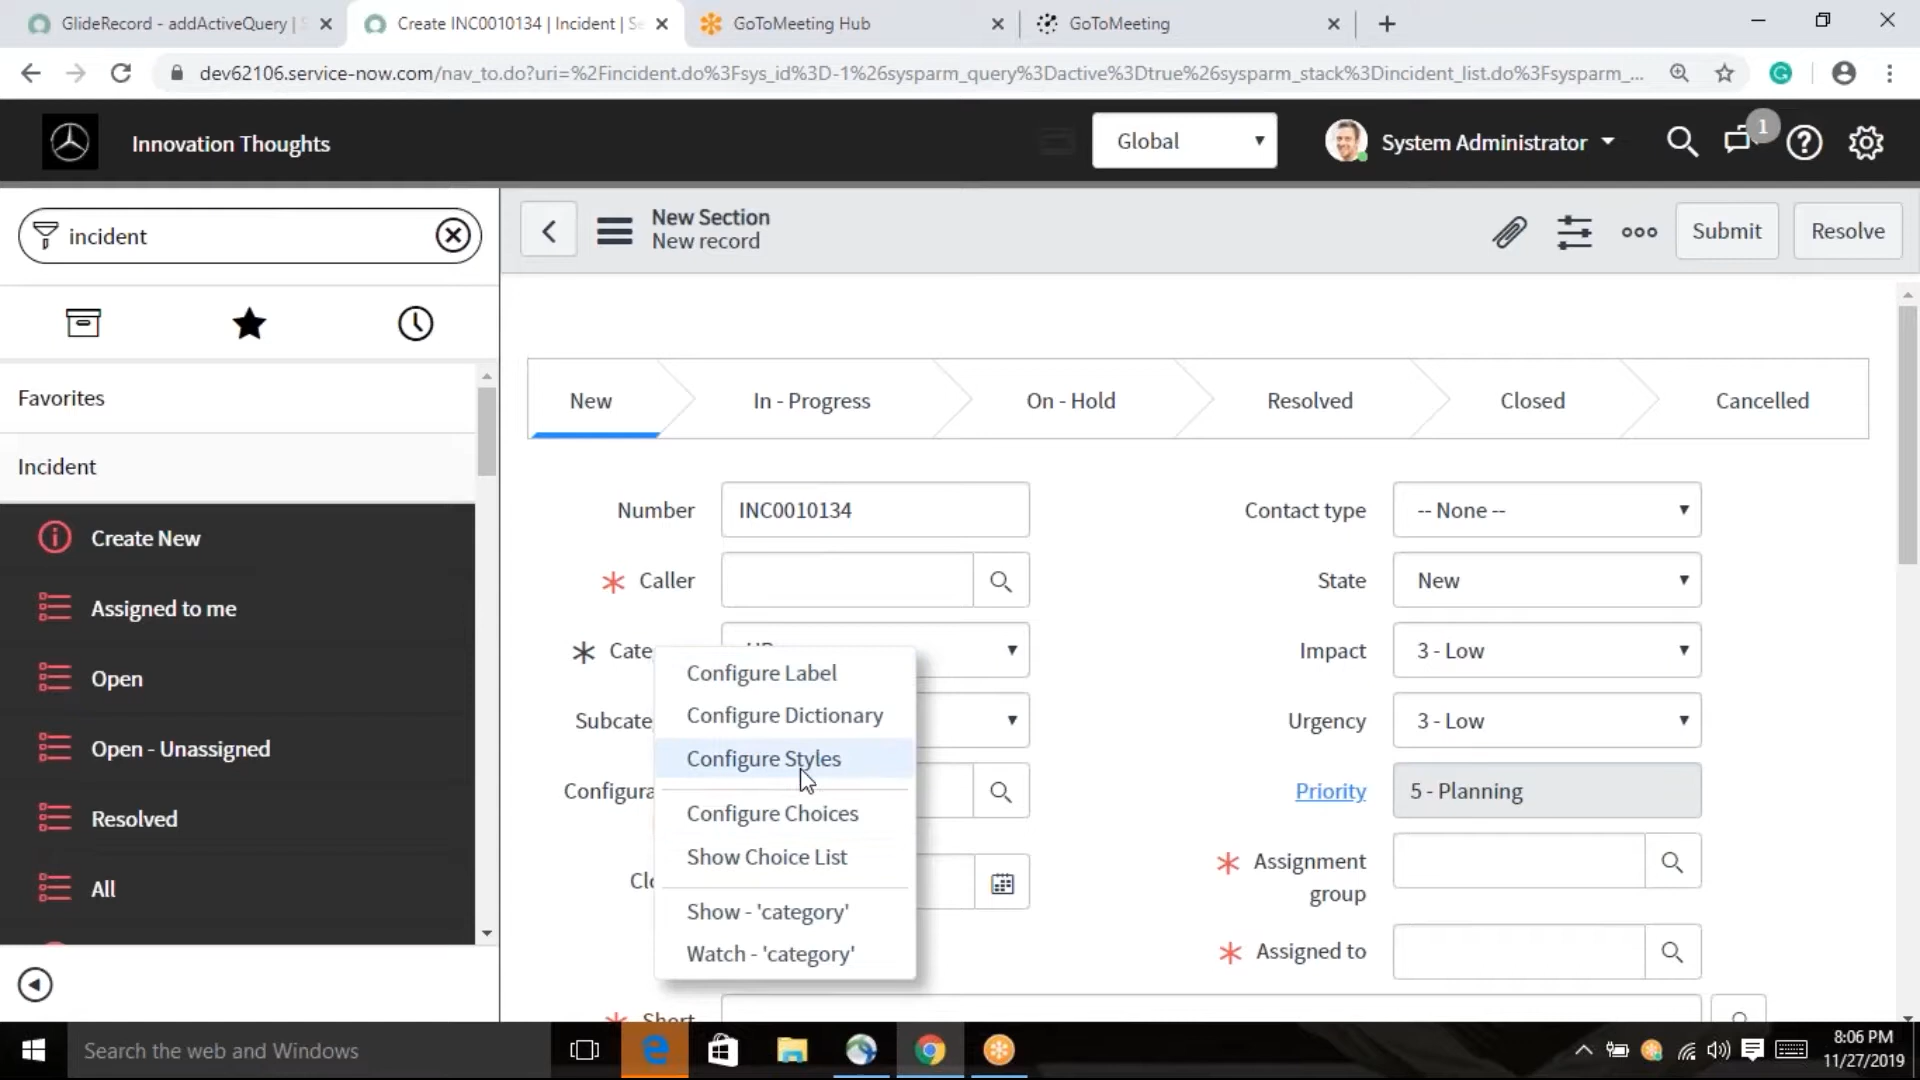 GlideRecord - addActiveQuery |
Create INC0010134 | Incident | Se
GoToMeeting Hub
GoToMeeting
dev62106.service-now.com/nav_to.do?uri=%2Fincident.do%3Fsys_id%3D-1%26sysparm_query%3Dactive%3Dtrue%26sysparm_stack%3Dincident_list.do%3Fsysparm_...
Innovation Thoughts
Global
System Administrator
1
incident
New Section
New record
Submit
Resolve
Favorites
Incident
Create New
Assigned to me
Open
Open - Unassigned
Resolved
All
New
In - Progress
On - Hold
Resolved
Closed
Cancelled
Number
INC0010134
Contact type
-- None --
Caller
State
New
Cate
Impact
3 - Low
Subcate
Urgency
3 - Low
Configura
Priority
5 - Planning
Assignment
group
Assigned to
Short
Configure Label
Configure Dictionary
Configure Styles
Configure Choices
Show Choice List
Show - 'category'
Watch - 'category'
Search the web and Windows
8:06 PM
11/27/2019